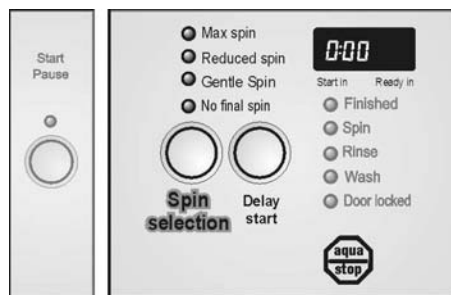 Start
Pause
Max spin
Reduced spin
Gentle Spin
No final spin
Spin
selection
Delay
start
0:00
Start in Ready in
Finished
Spin
Rinse
Wash
Door locked
aqua
stop